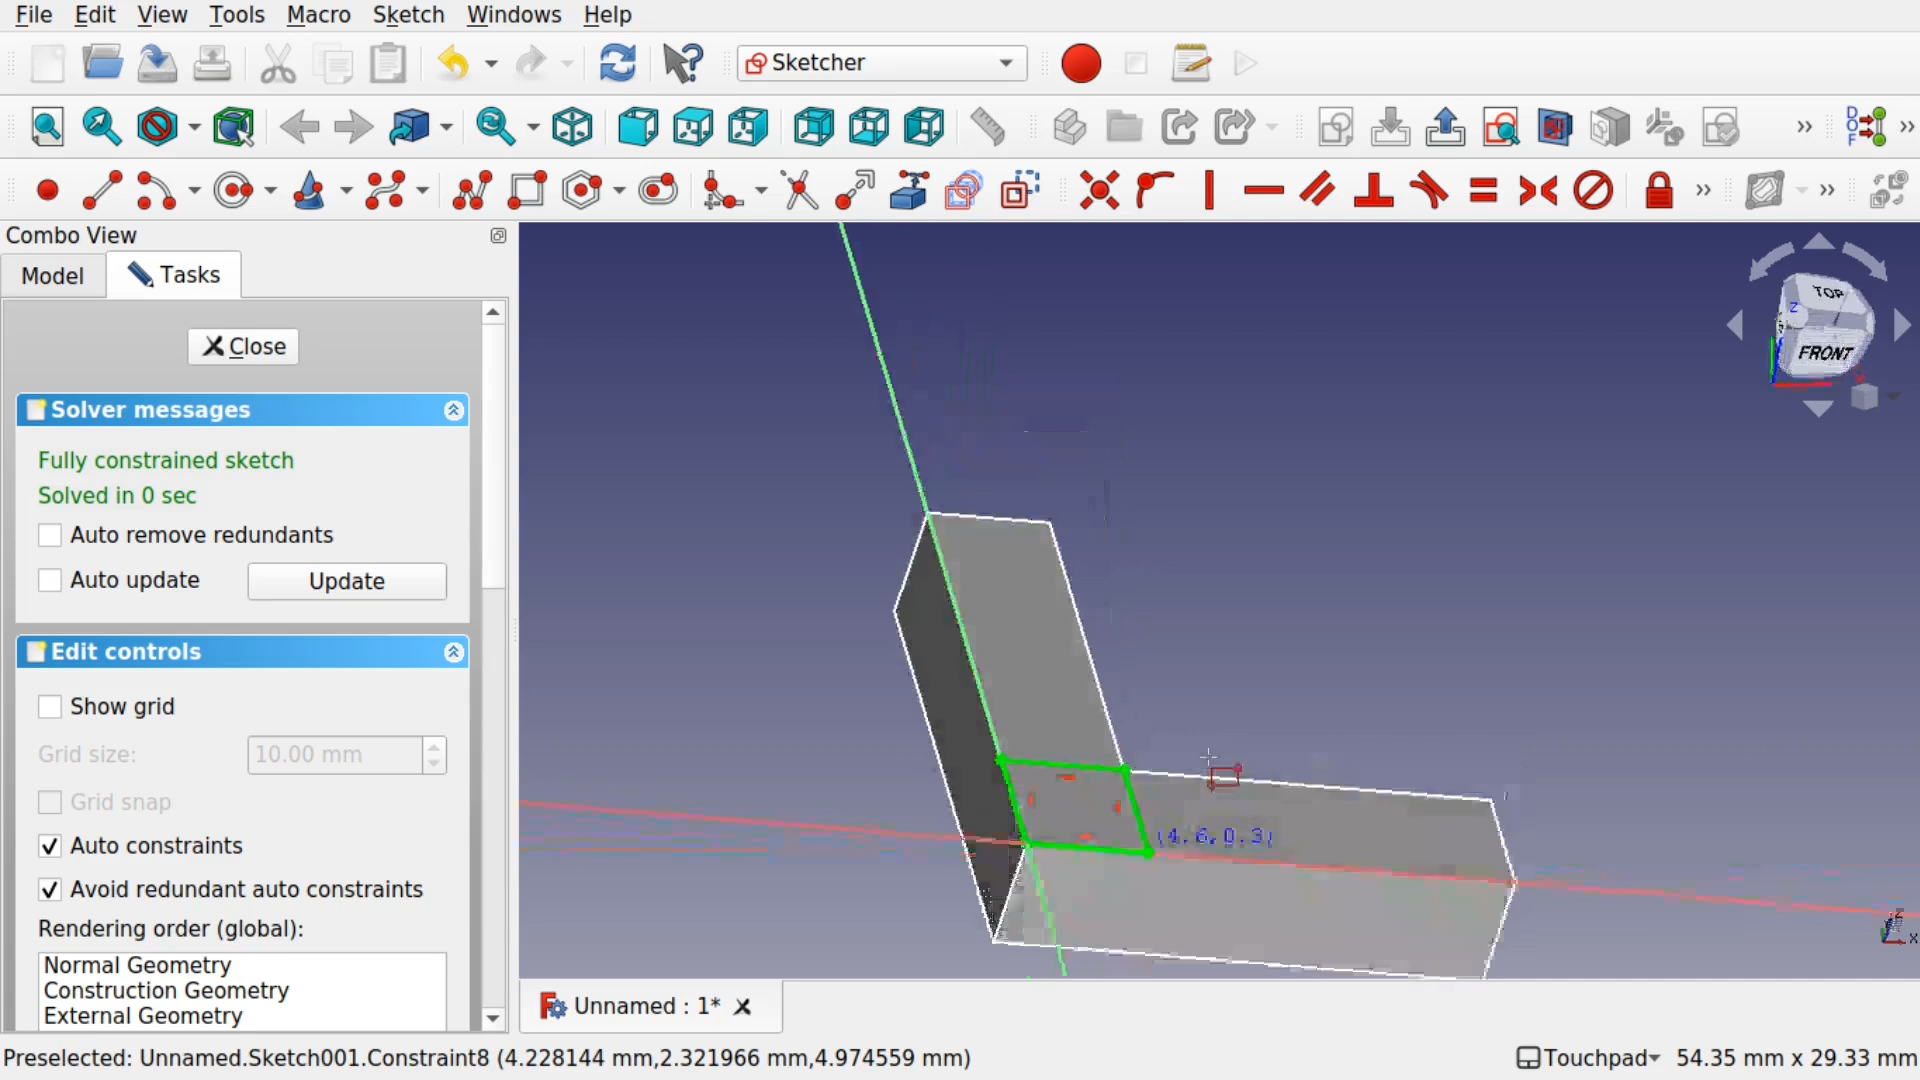 File Edit View Tools Macro Sketch Windows Help
Sketcher
DOF
Combo View
Model Tasks
Close
Solver messages
Fully constrained sketch
Solved in 0 sec
Auto remove redundants
Auto update Update
Edit controls
Show grid
Grid size: 10.00 mm
Grid snap
Auto constraints
Avoid redundant auto constraints
Rendering order (global):
Normal Geometry
Construction Geometry
External Geometry
TOP
Z
FRONT
(4.6,0.3)
X
Unnamed : 1*
Preselected: Unnamed.Sketch001.Constraint8 (4.228144 mm,2.321966 mm,4.974559 mm)
Touchpad 54.35 mm x 29.33 mm